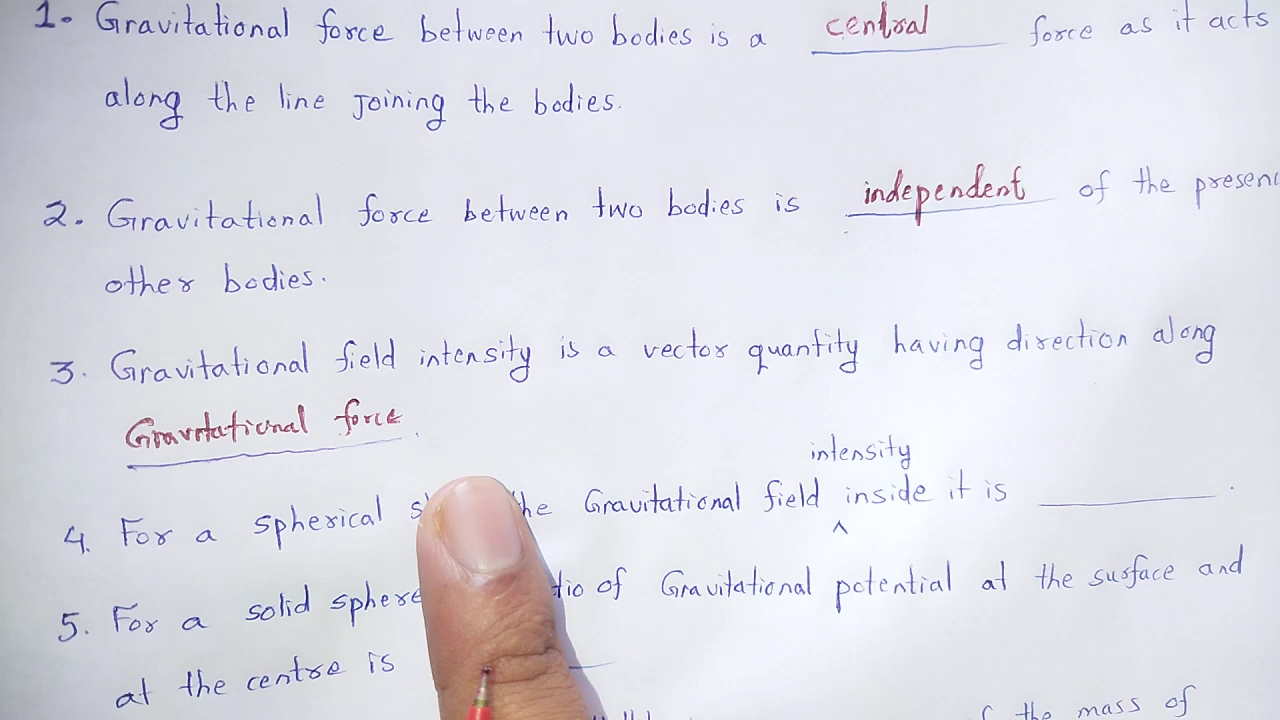 1. Gravitational force between two bodies is a central force as it acts
along the line joining the bodies.
2. Gravitational force between two bodies is independent of the presenc
other bodies.
3. Gravitational field intensity is a vector quantity having direction along
Gravitational force.
intensity
4. For a spherical the Gravitational field ^ inside it is ______.
5. For a solid sphere of Gravitational potential at the surface and
at the centre is ______
the mass of